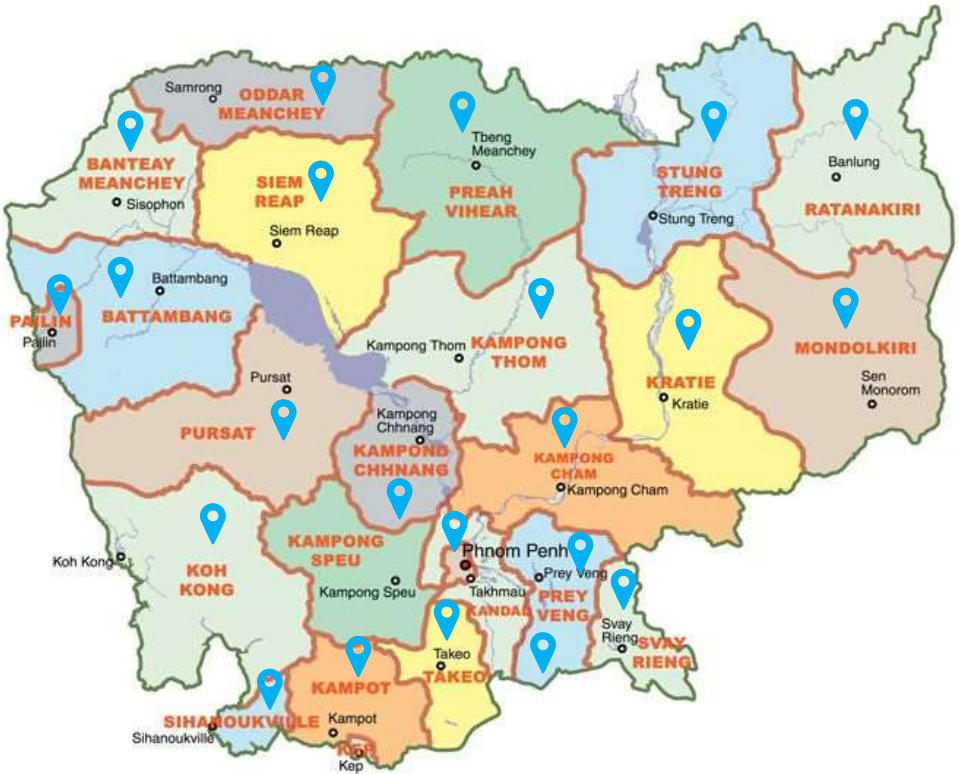 Samrong
ODDAR
MEANCHEY
Tbeng
Meanchey
PREAH
VIHEAR
STUNG
TRENG
Stung Treng
Banlung
RATANAKIRI
BANTEAY
MEANCHEY
Sisophon
SIEM
REAP
Siem Reap
Battambang
BATTAMBANG
PAILIN
Pailin
Kampong Thom
KAMPONG
THOM
KRATIE
Kratie
MONDOLKIRI
Sen
Monorom
Pursat
PURSAT
Kampong
Chhnang
KAMPONG
CHHNANG
KAMPONG
CHAM
Kampong Cham
Koh Kong
KOH
KONG
KAMPONG
SPEU
Kampong Speu
Phnom Penh
Takhmau
KANDAL
Prey Veng
PREY
VENG
Svay
Rieng
SVAY
RIENG
Takeo
TAKEO
KAMPOT
Kampot
SIHANOUKVILLE
Sihanoukville
KEP
Kep